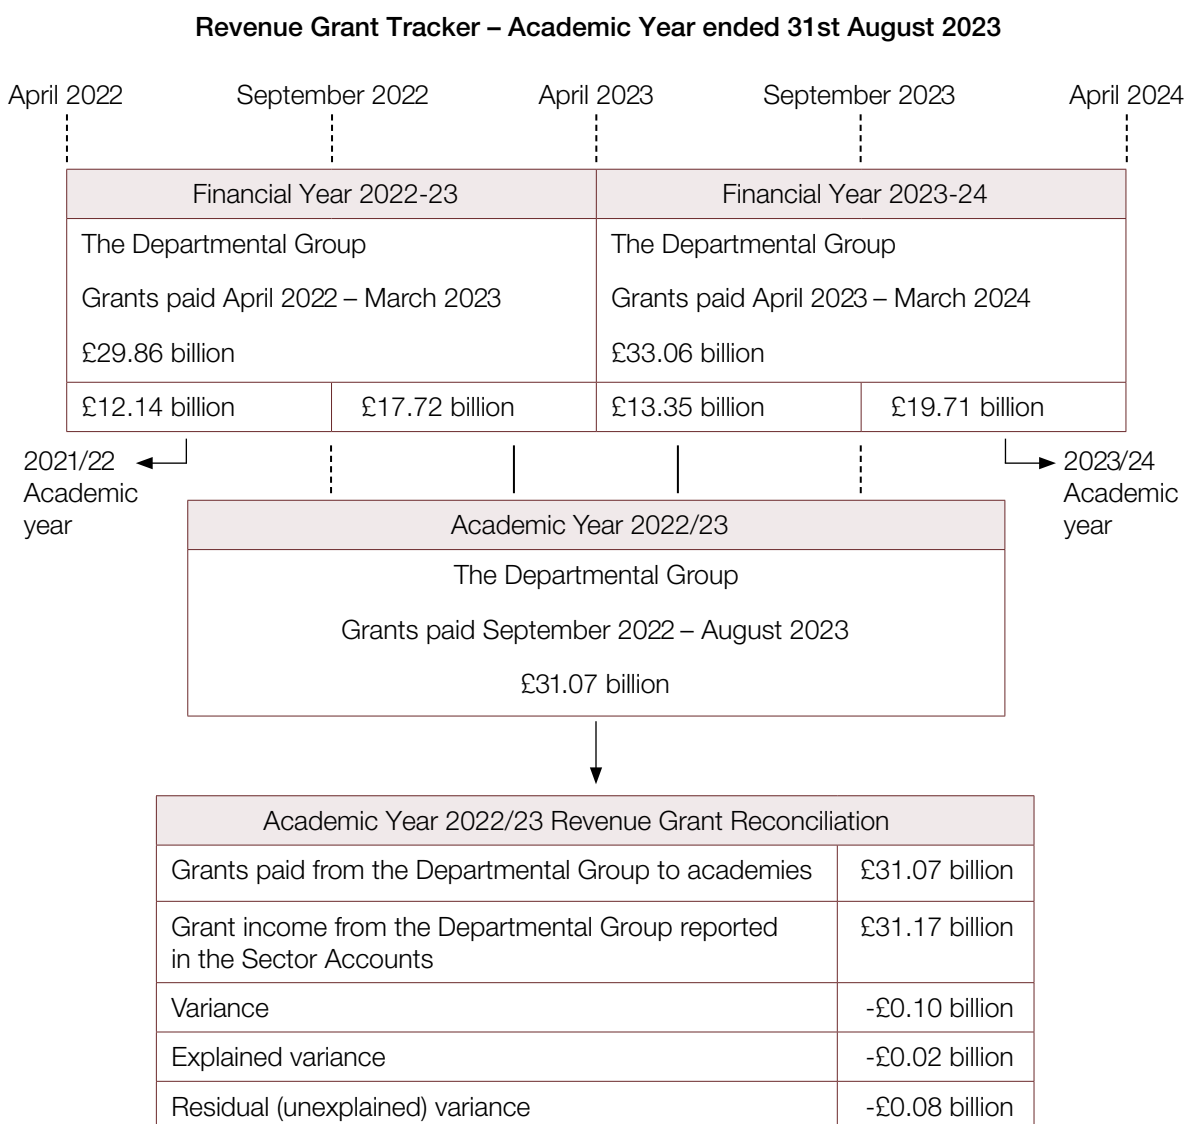 Revenue Grant Tracker – Academic Year ended 31st August 2023
April 2022
September 2022
April 2023
September 2023
April 2024
Financial Year 2022-23
Financial Year 2023-24
The Departmental Group
Grants paid April 2022 – March 2023
£29.86 billion
The Departmental Group
Grants paid April 2023 – March 2024
£33.06 billion
£12.14 billion
£17.72 billion
£13.35 billion
£19.71 billion
2021/22
Academic
year
2023/24
Academic
year
Academic Year 2022/23
The Departmental Group
Grants paid September 2022 – August 2023
£31.07 billion
Academic Year 2022/23 Revenue Grant Reconciliation
Grants paid from the Departmental Group to academies
£31.07 billion
Grant income from the Departmental Group reported
in the Sector Accounts
£31.17 billion
Variance
-£0.10 billion
Explained variance
-£0.02 billion
Residual (unexplained) variance
-£0.08 billion